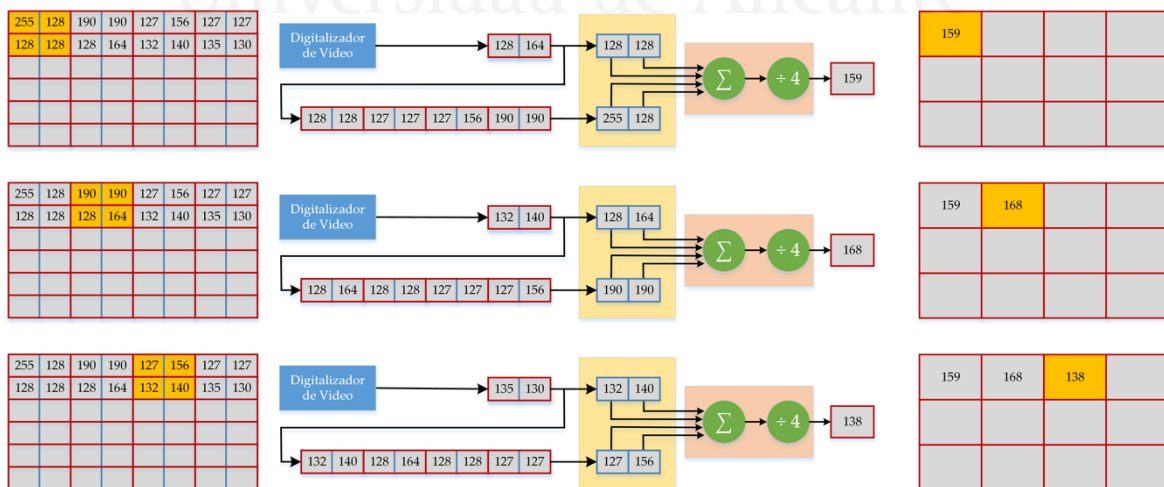 Universidad de Alicante
255 128 190 190 127 156 127 127
128 128 128 164 132 140 135 130
Digitalizador
de Video
128 164
128 128
∑
÷ 4
159
128 128 127 127 127 156 190 190
255 128
159
255 128 190 190 127 156 127 127
128 128 128 164 132 140 135 130
Digitalizador
de Video
132 140
128 164
∑
÷ 4
168
128 164 128 128 127 127 127 156
190 190
159 168
255 128 190 190 127 156 127 127
128 128 128 164 132 140 135 130
Digitalizador
de Video
135 130
132 140
∑
÷ 4
138
132 140 128 164 128 128 127 127
127 156
159 168 138